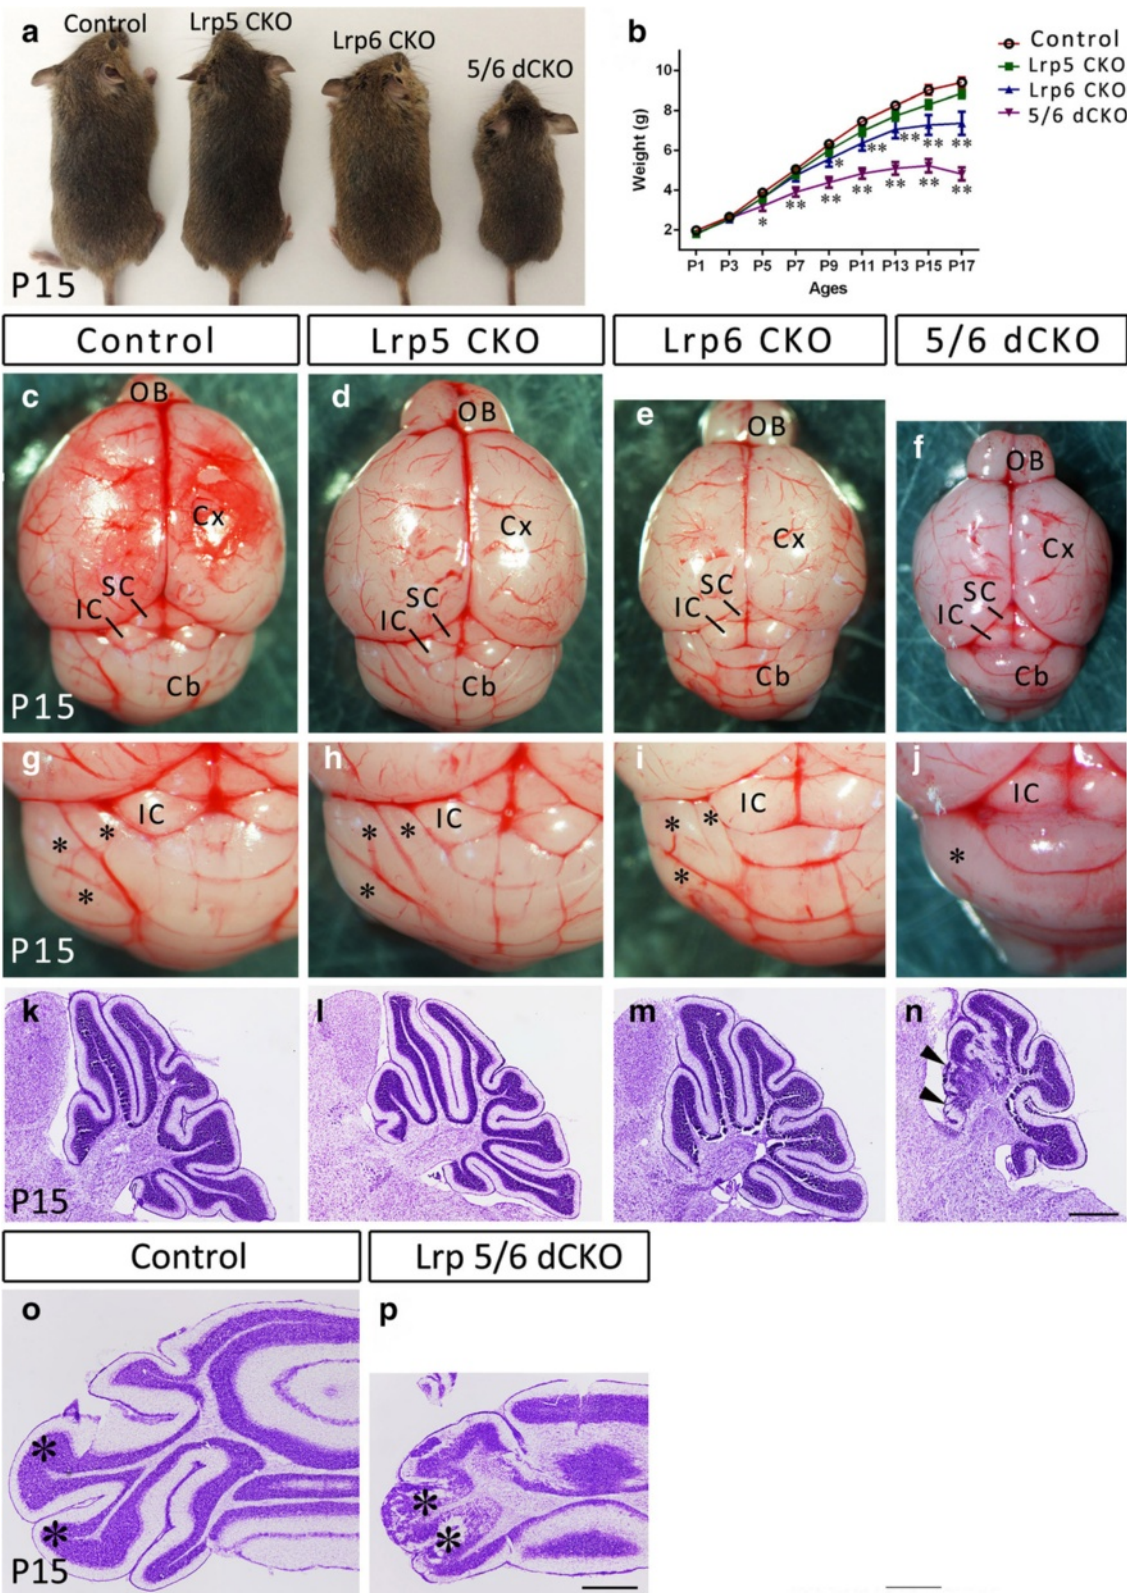 a
Control
Lrp5 CKO
Lrp6 CKO
5/6 dCKO
P15
b
Control
Lrp5 CKO
Lrp6 CKO
5/6 dCKO
Weight (g)
10
8
6
4
2
*
**
**
**
**
*
**
**
**
**
**
**
P1 P3 P5 P7 P9 P11 P13 P15 P17
Ages
Control
Lrp5 CKO
Lrp6 CKO
5/6 dCKO
c
OB
Cx
SC
IC
Cb
P15
d
OB
Cx
SC
IC
Cb
e
OB
Cx
SC
IC
Cb
f
OB
Cx
SC
IC
Cb
g
IC
* * *
P15
h
IC
* * *
i
IC
* * *
j
IC
*
k
P15
l
m
n
Control
Lrp 5/6 dCKO
o
*
*
P15
p
*
*